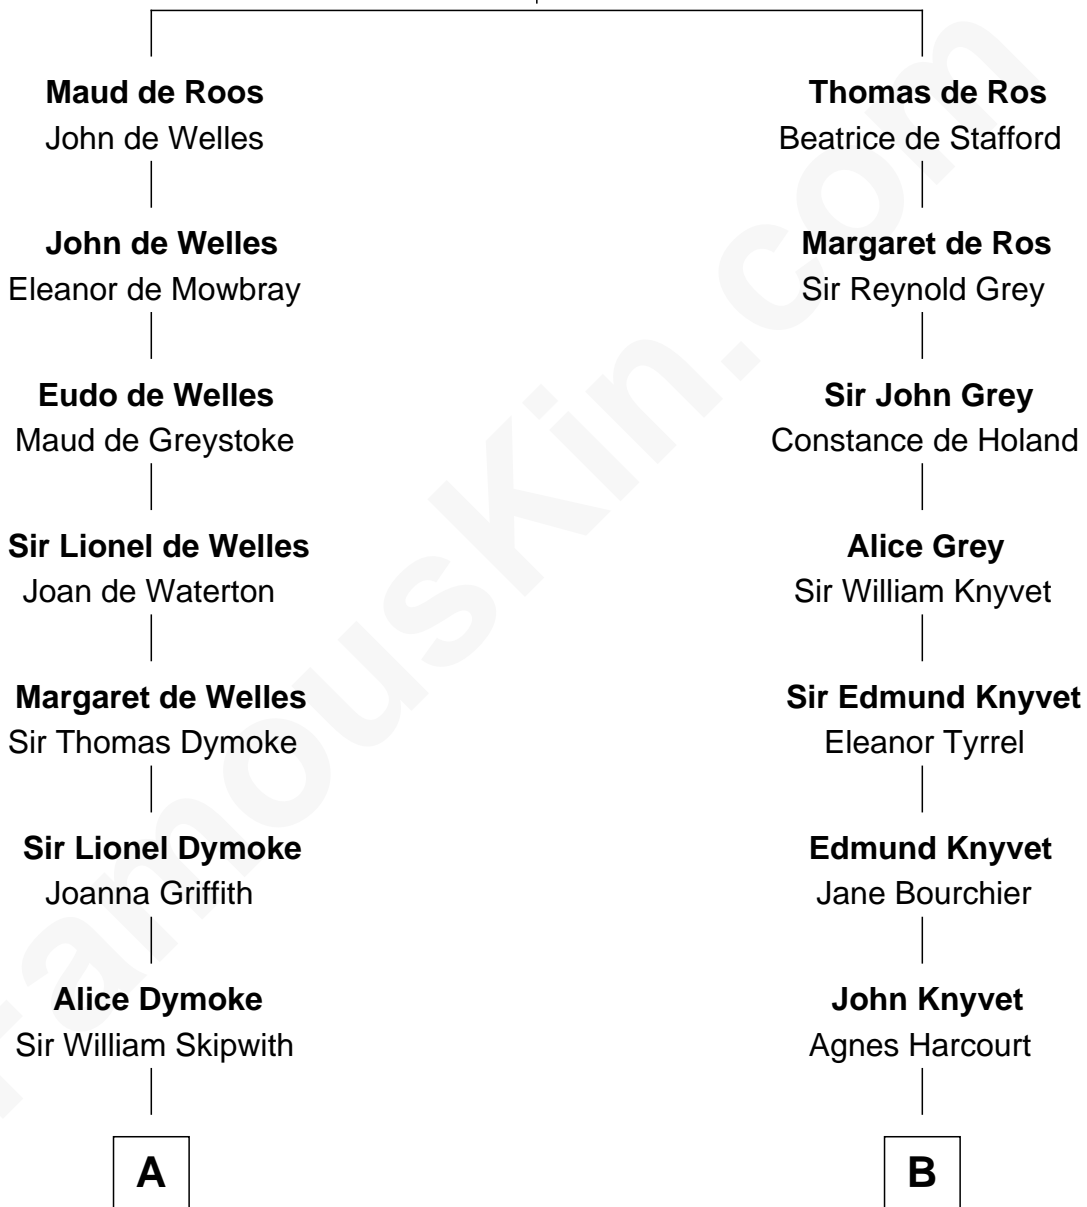 Maud de Roos
John de Welles
Thomas de Ros
Beatrice de Stafford
John de Welles
Eleanor de Mowbray
Margaret de Ros
Sir Reynold Grey
Eudo de Welles
Maud de Greystoke
Sir John Grey
Constance de Holand
Sir Lionel de Welles
Joan de Waterton
Alice Grey
Sir William Knyvet
Margaret de Welles
Sir Thomas Dymoke
Sir Edmund Knyvet
Eleanor Tyrrel
Sir Lionel Dymoke
Joanna Griffith
Edmund Knyvet
Jane Bourchier
Alice Dymoke
Sir William Skipwith
John Knyvet
Agnes Harcourt
A
B
FamousKin.com